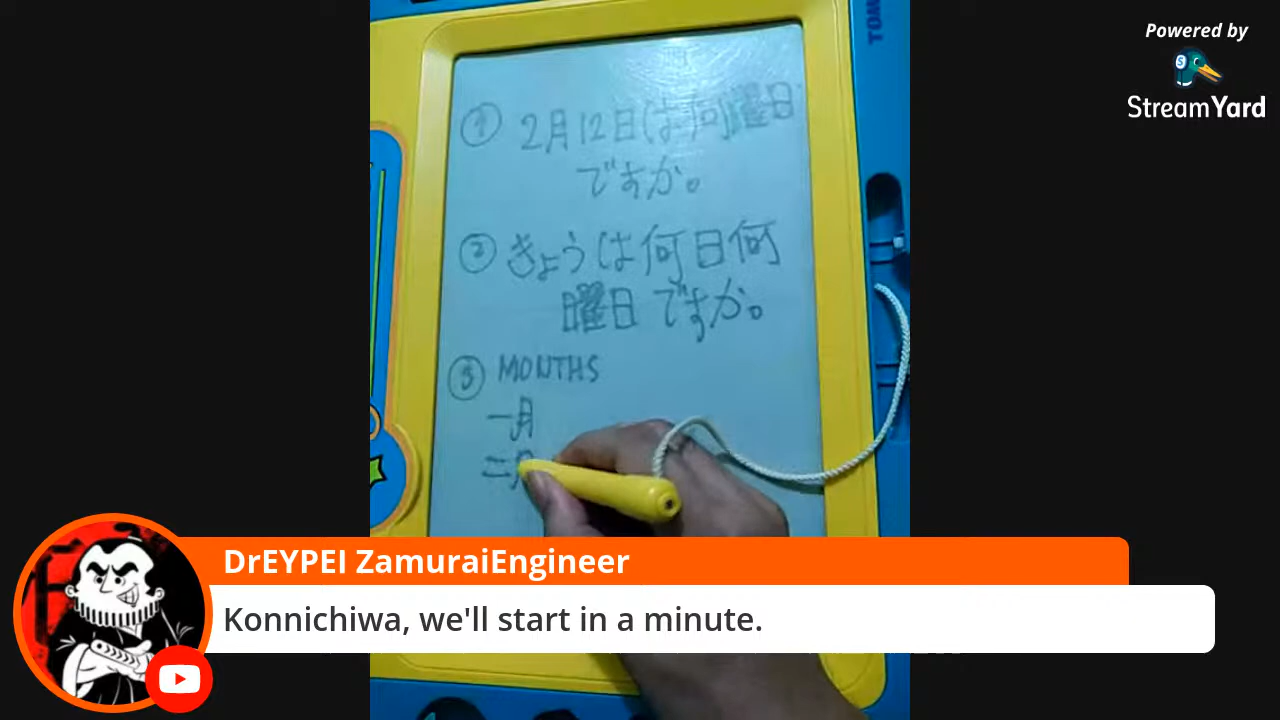 Powered by
StreamYard
TOM
① 2月12日は何曜日
ですか。
② きょうは何日何
曜日ですか。
③ MONTHS
一月
二月
DrEYPEI ZamuraiEngineer
Konnichiwa, we'll start in a minute.